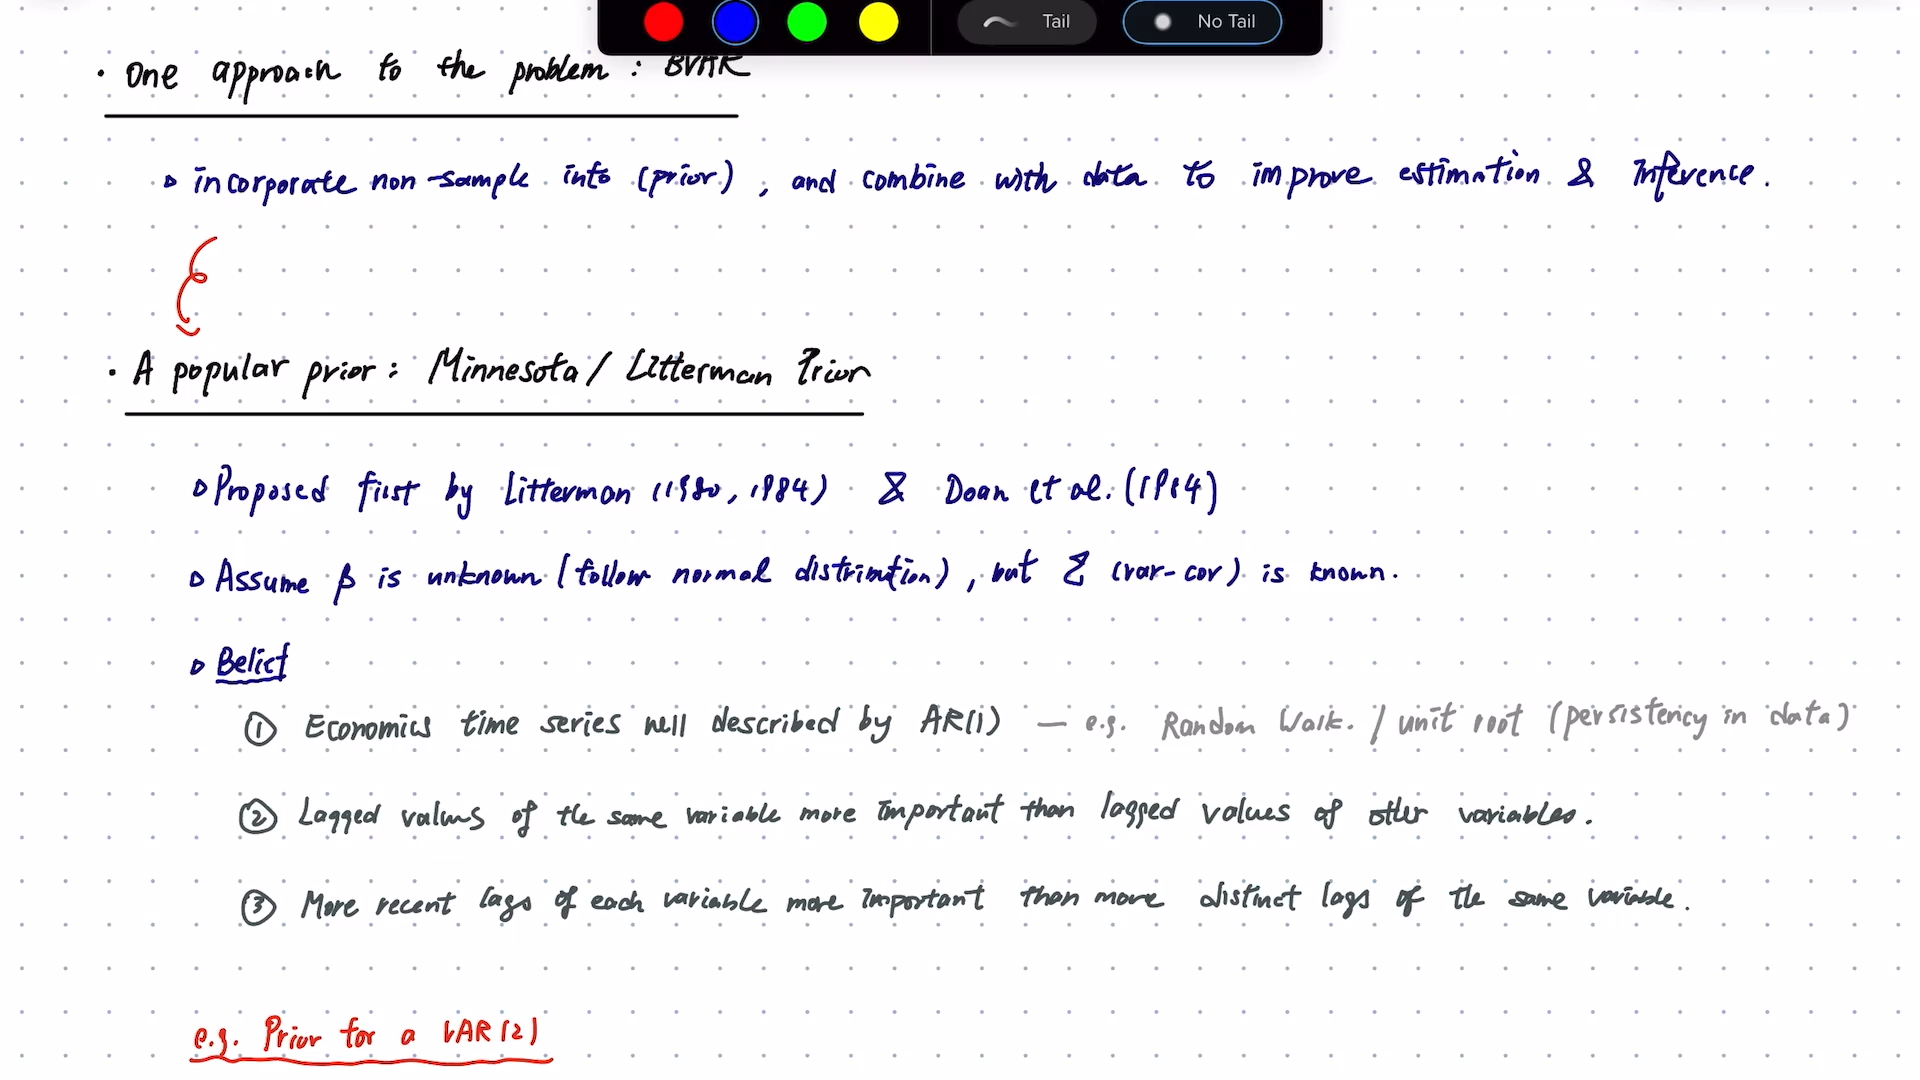 Tail No Tail
· One approach to the problem : BVAR
▹ incorporate non-sample info (prior) , and combine with data to improve estimation & Inference.
· A popular prior : Minnesota / Litterman Prior
▹ Proposed first by Litterman (1980, 1984) & Doan et al. (1984)
▹ Assume β is unknown (follow normal distribution) , but Σ (var-cov) is known.
▹ Belief
① Economics time series well described by AR(1) — e.g. Random Walk. / unit root (persistency in data)
② Lagged values of the same variable more important than lagged values of other variables.
③ More recent lags of each variable more important than more distinct lags of the same variable.
e.g. Prior for a VAR(2)